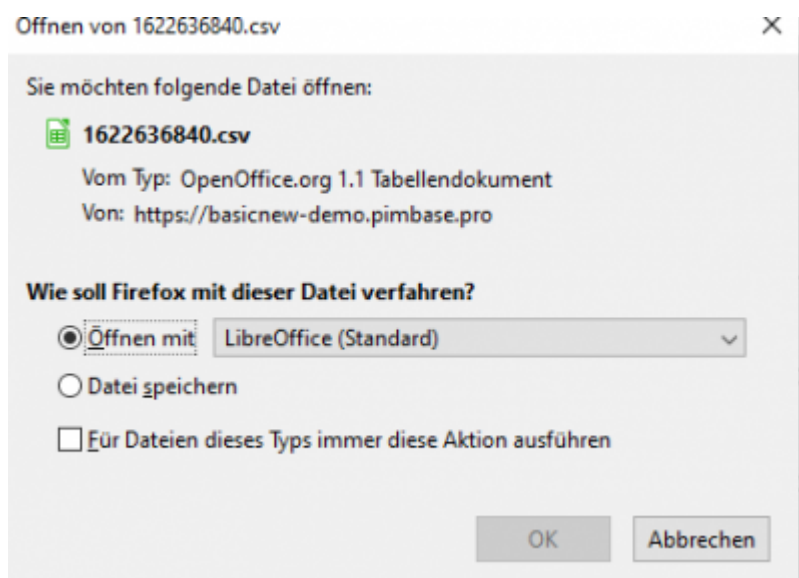 Öffnen von 1622636840.csv
Sie möchten folgende Datei öffnen:
1622636840.csv
Vom Typ: OpenOffice.org 1.1 Tabellendokument
Von: https://basicnew-demo.pimbase.pro
Wie soll Firefox mit dieser Datei verfahren?
Öffnen mit LibreOffice (Standard)
Datei speichern
Für Dateien dieses Typs immer diese Aktion ausführen
OK Abbrechen